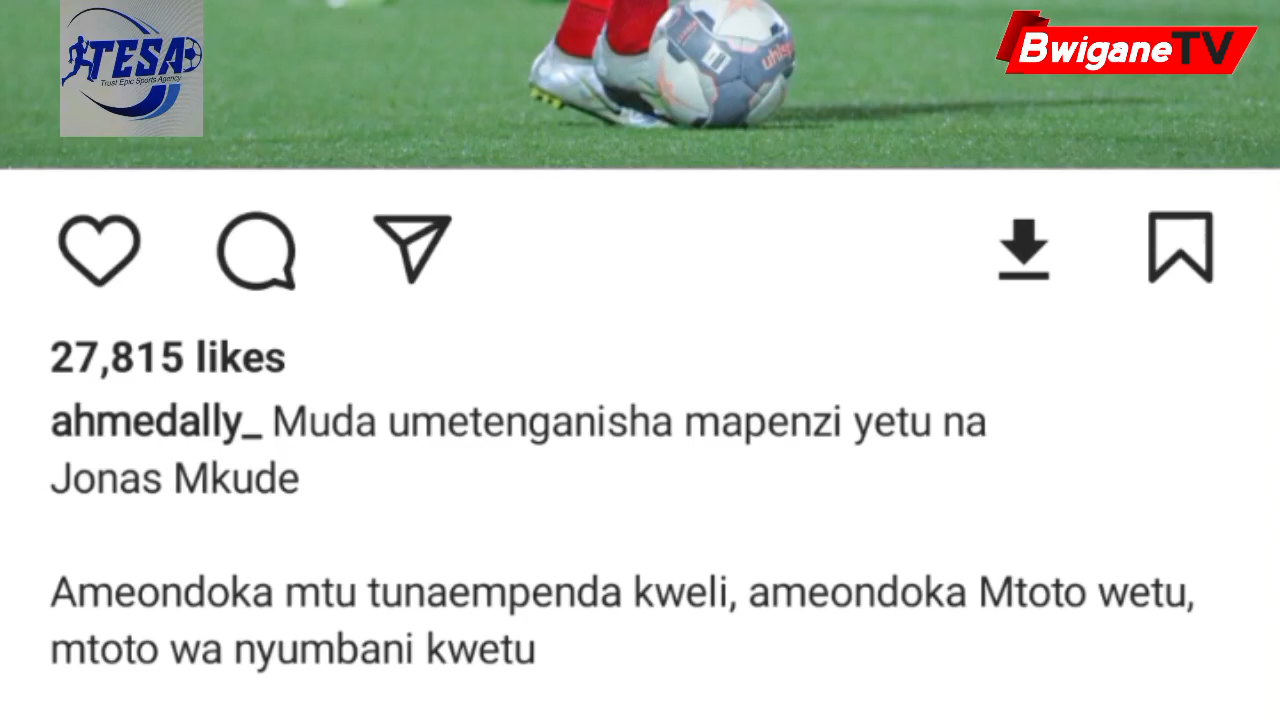 TESA
Trust Epic Sports Agency
BwiganeTV
uhlsport
27,815 likes
ahmedally_ Muda umetenganisha mapenzi yetu na
Jonas Mkude
Ameondoka mtu tunaempenda kweli, ameondoka Mtoto wetu,
mtoto wa nyumbani kwetu